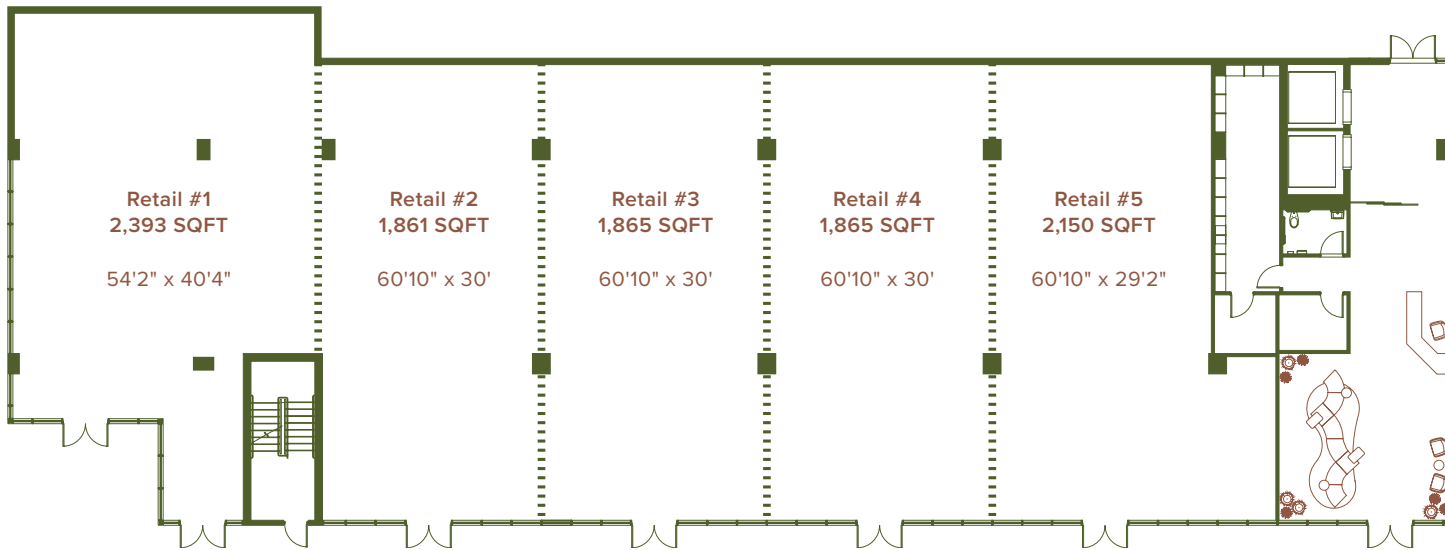 Retail #1
2,393 SQFT
54'2" x 40'4"
Retail #2
1,861 SQFT
60'10" x 30'
Retail #3
1,865 SQFT
60'10" x 30'
Retail #4
1,865 SQFT
60'10" x 30'
Retail #5
2,150 SQFT
60'10" x 29'2"